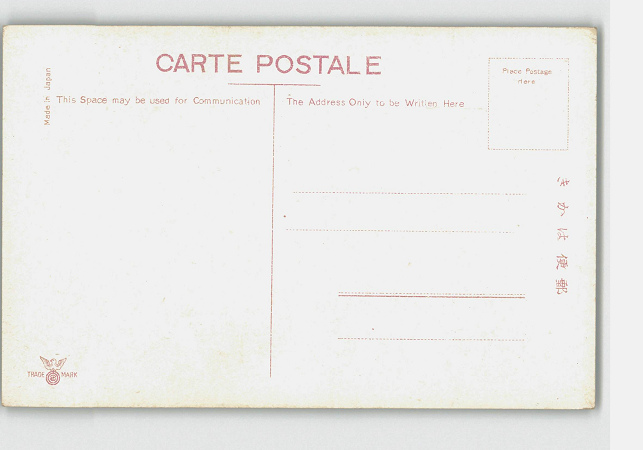 CARTE POSTALE
Made in Japan
This Space may be used for Communication
The Address Only to be Written Here
Place Postage
Here
きかは便郵
TRADE MARK